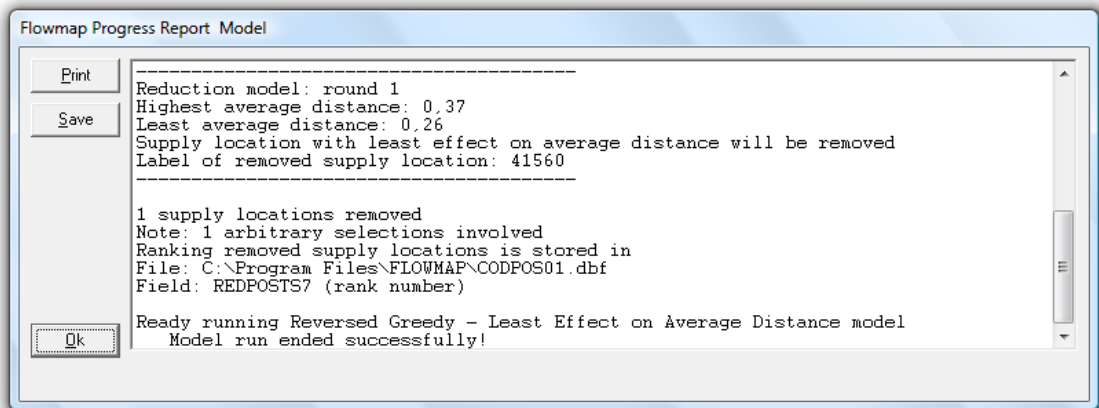 Flowmap Progress Report Model
Print
Save
Ok
----------------------------------------
Reduction model: round 1
Highest average distance: 0,37
Least average distance: 0,26
Supply location with least effect on average distance will be removed
Label of removed supply location: 41560
----------------------------------------
1 supply locations removed
Note: 1 arbitrary selections involved
Ranking removed supply locations is stored in
File: C:\Program Files\FLOWMAP\CODPOS01.dbf
Field: REDPOSTS7 (rank number)
Ready running Reversed Greedy - Least Effect on Average Distance model
Model run ended successfully!